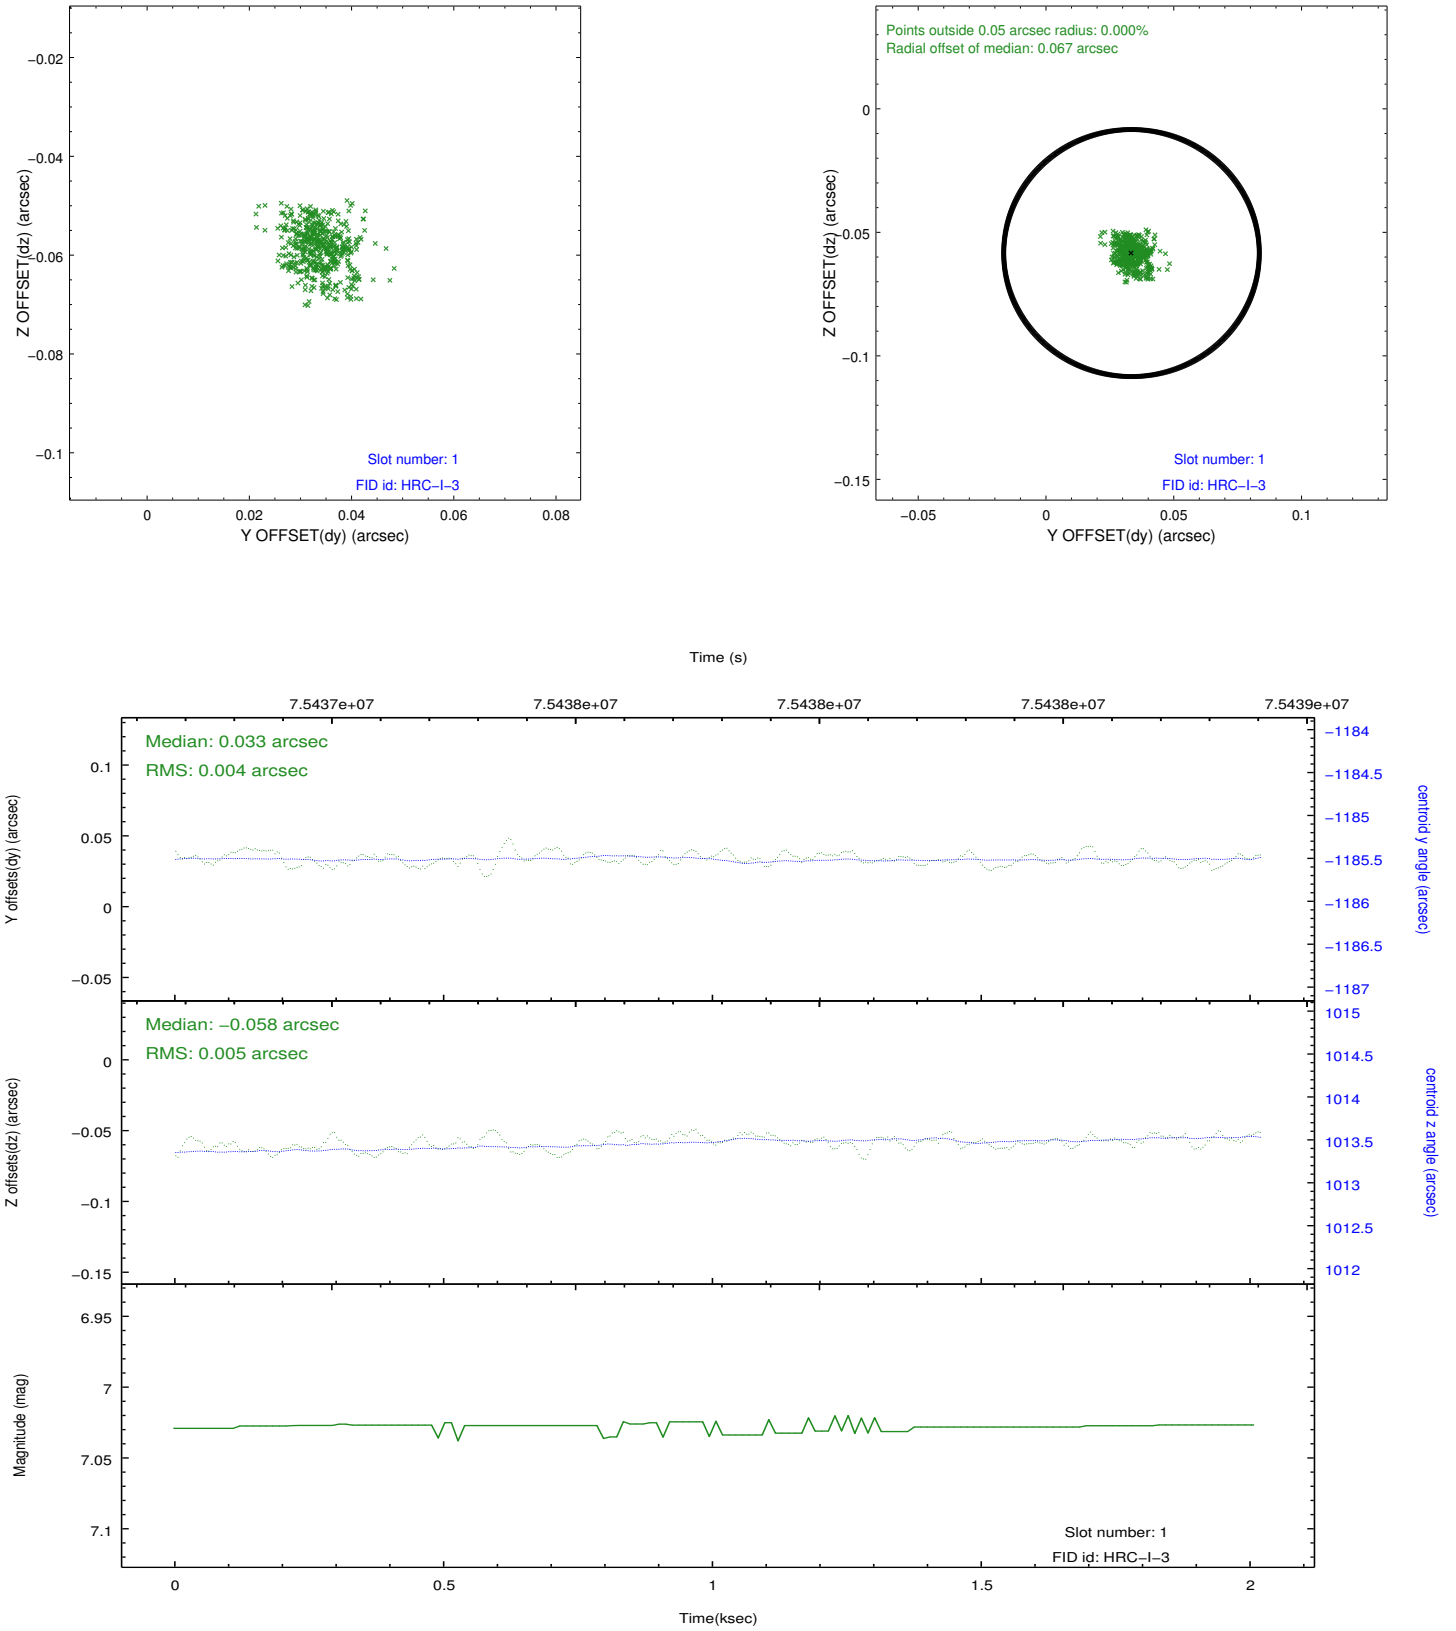 −0.02
−0.04
−0.06
−0.08
−0.1
Z OFFSET(dz) (arcsec)
Slot number: 1
FID id: HRC−I−3
0
0.02
0.04
0.06
0.08
Y OFFSET(dy) (arcsec)
Points outside 0.05 arcsec radius: 0.000%
Radial offset of median: 0.067 arcsec
0
−0.05
−0.1
−0.15
Z OFFSET(dz) (arcsec)
Slot number: 1
FID id: HRC−I−3
−0.05
0
0.05
0.1
Y OFFSET(dy) (arcsec)
Time (s)
7.5437e+07
7.5438e+07
7.5438e+07
7.5438e+07
7.5439e+07
Median: 0.033 arcsec
RMS: 0.004 arcsec
0.1
0.05
0
−0.05
Y offsets(dy) (arcsec)
−1184
−1184.5
−1185
−1185.5
−1186
−1186.5
−1187
centroid y angle (arcsec)
Median: −0.058 arcsec
RMS: 0.005 arcsec
0
−0.05
−0.1
−0.15
Z offsets(dz) (arcsec)
1015
1014.5
1014
1013.5
1013
1012.5
1012
centroid z angle (arcsec)
6.95
7
7.05
7.1
Magnitude (mag)
Slot number: 1
FID id: HRC−I−3
0
0.5
1
1.5
2
Time(ksec)